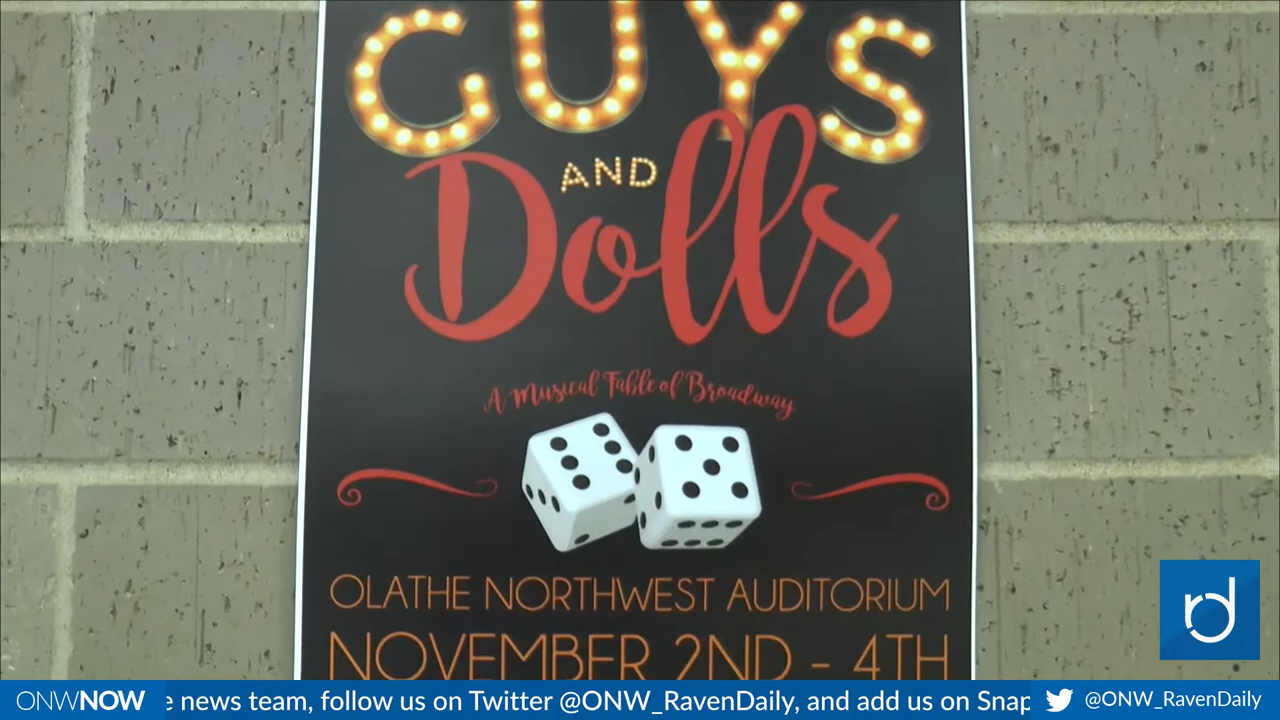 GUYS
AND
Dolls
A Musical Fable of Broadway
OLATHE NORTHWEST AUDITORIUM
NOVEMBER 2ND - 4TH
rd
ONWNOW e news team, follow us on Twitter @ONW_RavenDaily, and add us on Snap @ONW_RavenDaily